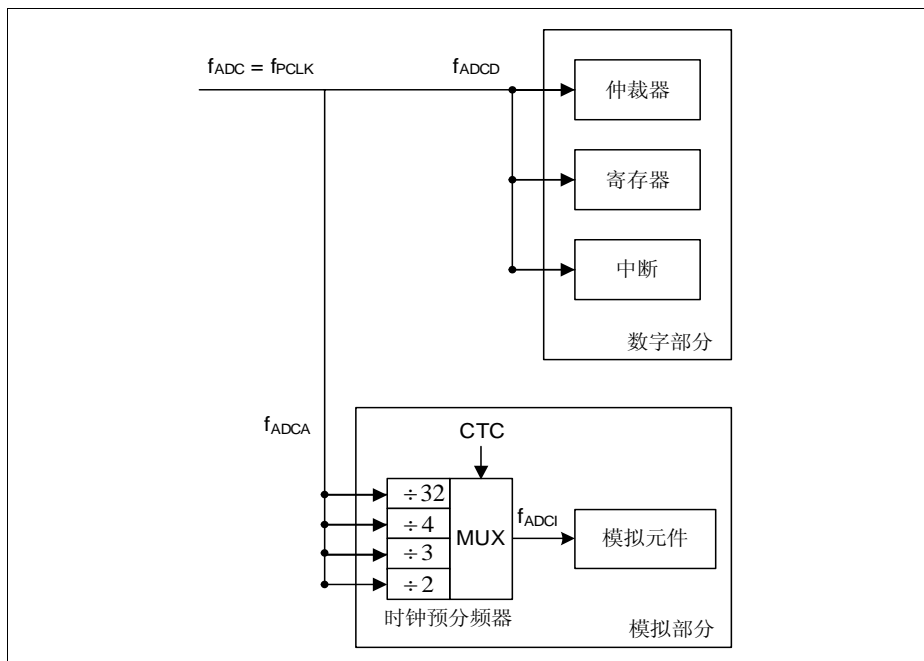 fADC = fPCLK
fADCD
仲裁器
寄存器
中断
数字部分
fADCA
CTC
÷32
÷4
÷3
÷2
MUX
fADCI
模拟元件
时钟预分频器
模拟部分